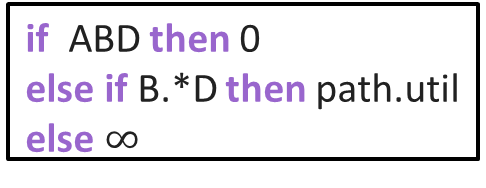 if ABD then 0
else if B.*D then path.util
else ∞